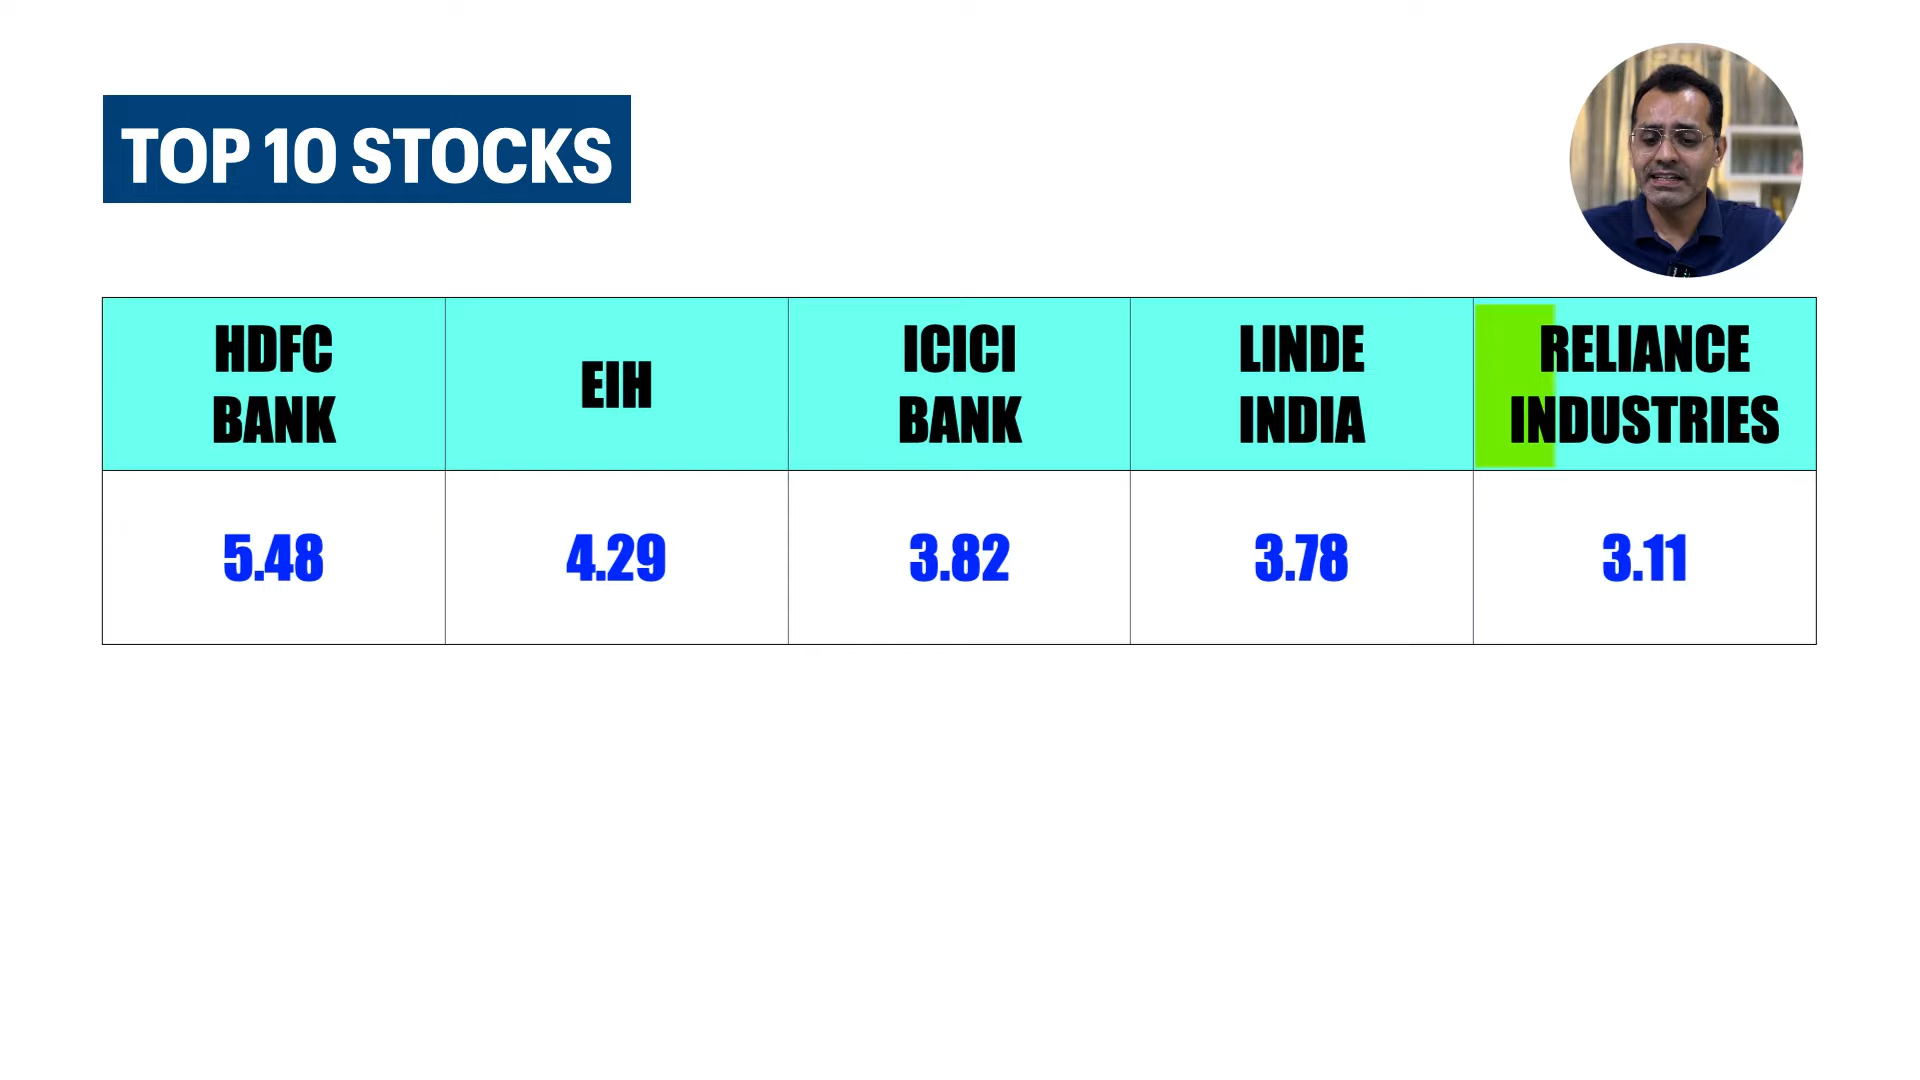 TOP 10 STOCKS
HDFC
BANK
EIH
ICICI
BANK
LINDE
INDIA
RELIANCE
INDUSTRIES
5.48
4.29
3.82
3.78
3.11